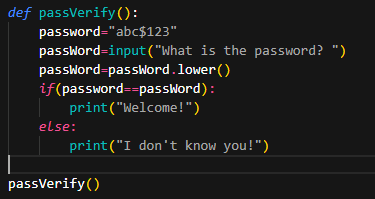 def passVerify():
    password="abc$123"
    passWord=input("What is the password? ")
    passWord=passWord.lower()
    if(password==passWord):
        print("Welcome!")
    else:
        print("I don't know you!")
passVerify()